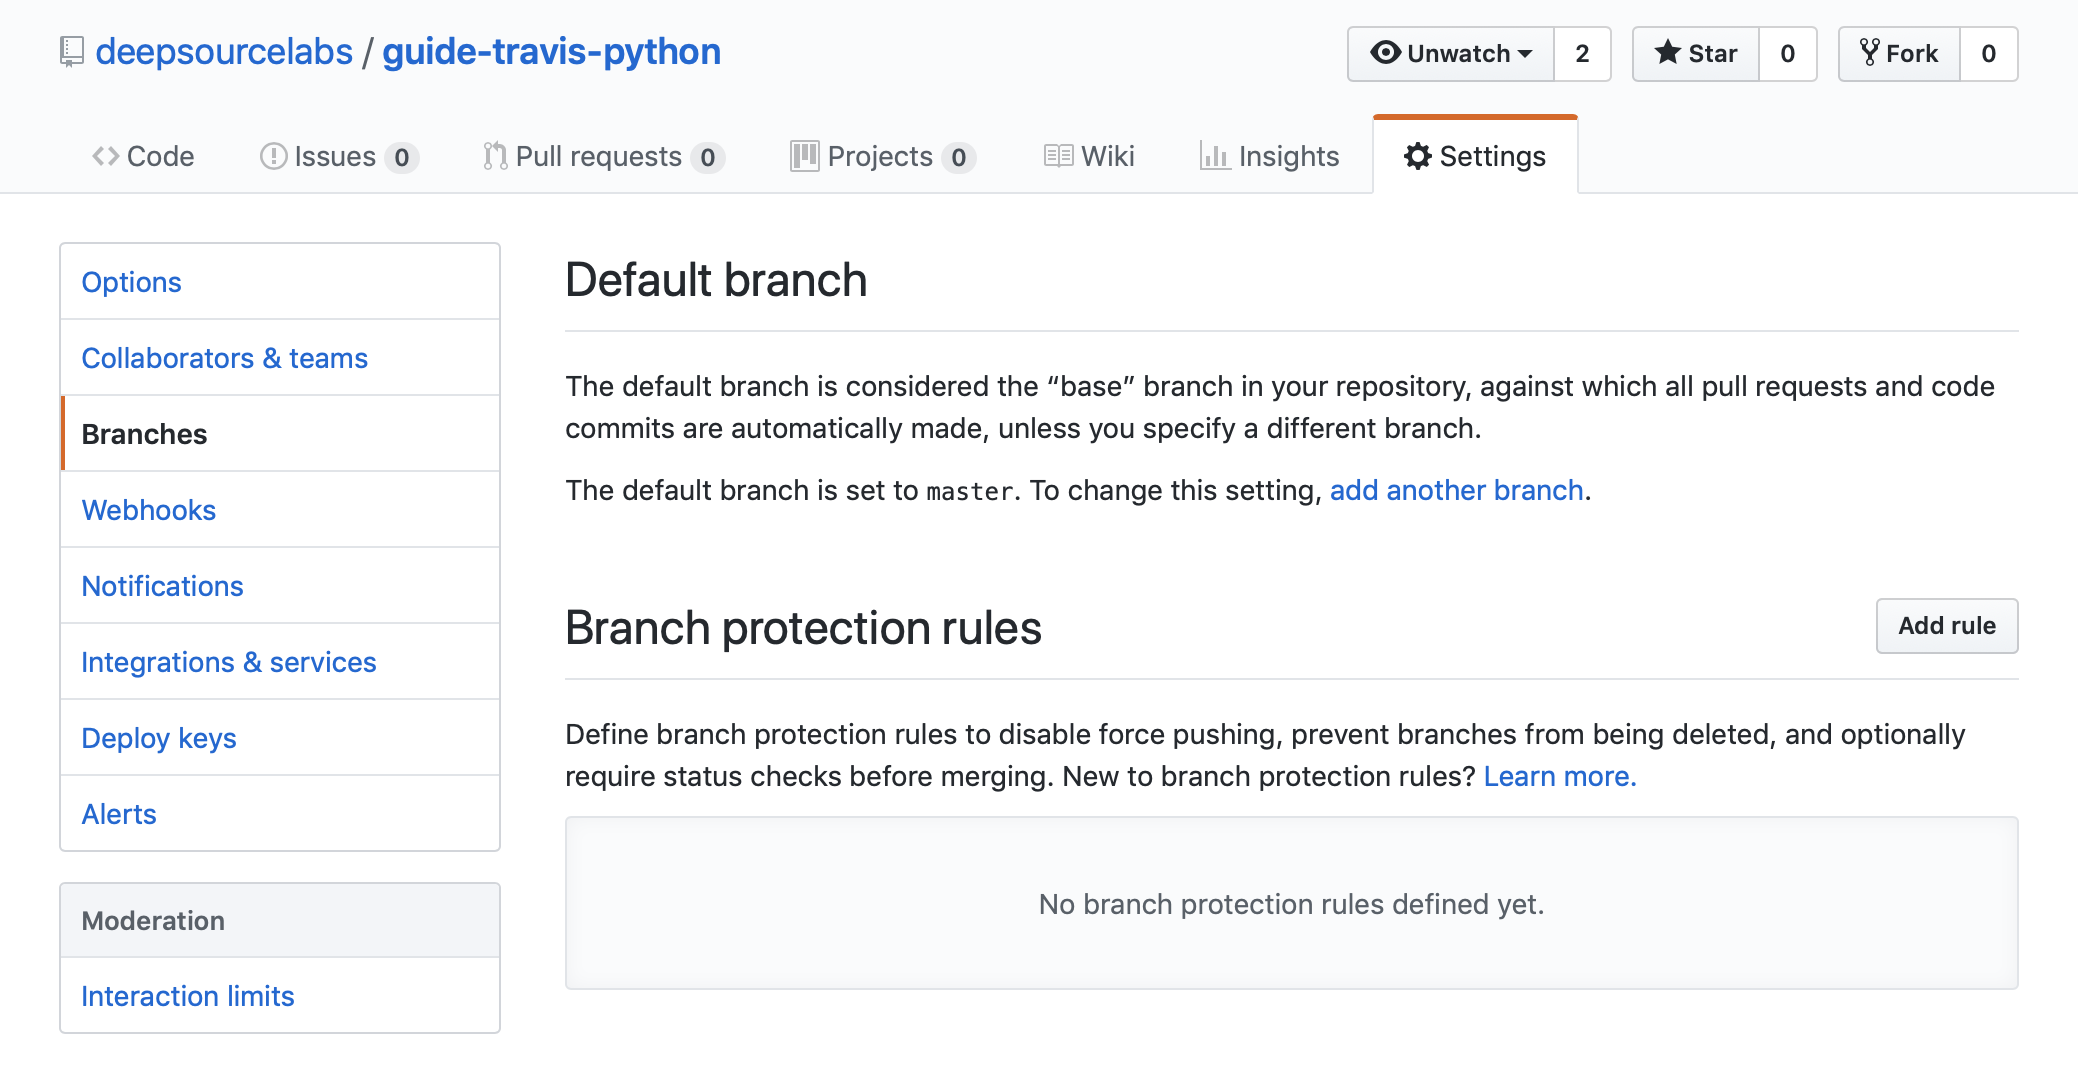 deepsourcelabs / guide-travis-python
Unwatch 2 Star 0 Fork 0
Code Issues 0 Pull requests 0 Projects 0 Wiki Insights Settings
Options
Collaborators & teams
Branches
Webhooks
Notifications
Integrations & services
Deploy keys
Alerts
Moderation
Interaction limits
Default branch
The default branch is considered the “base” branch in your repository, against which all pull requests and code
commits are automatically made, unless you specify a different branch.
The default branch is set to master. To change this setting, add another branch.
Branch protection rules
Add rule
Define branch protection rules to disable force pushing, prevent branches from being deleted, and optionally
require status checks before merging. New to branch protection rules? Learn more.
No branch protection rules defined yet.